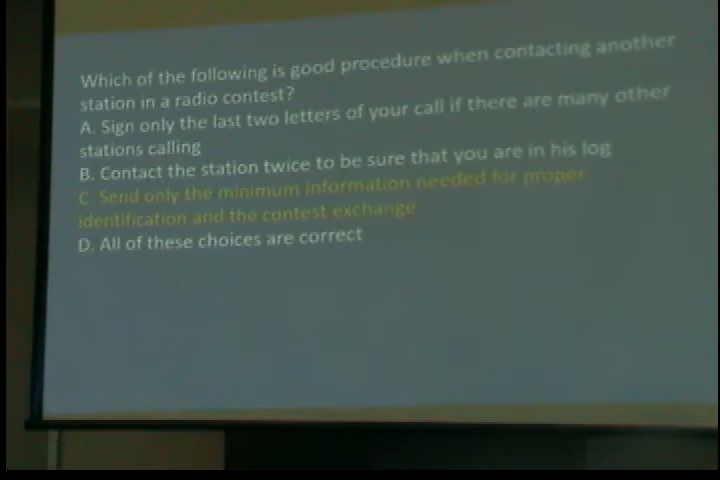 Which of the following is good procedure when contacting another
station in a radio contest?
A. Sign only the last two letters of your call if there are many other
stations calling
B. Contact the station twice to be sure that you are in his log
C. Send only the minimum information needed for proper
identification and the contest exchange
D. All of these choices are correct